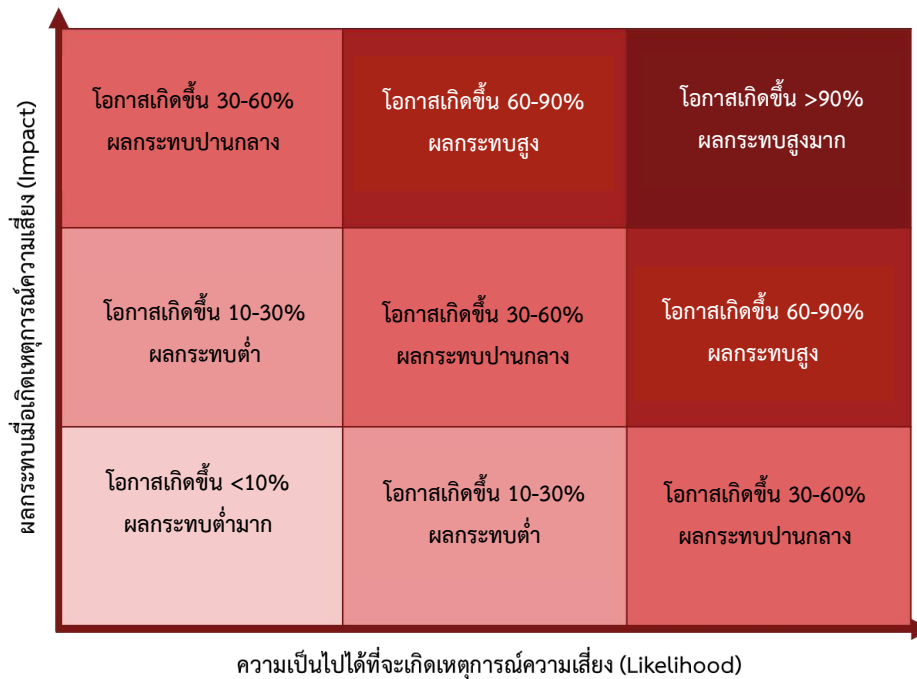 ผลกระทบเมื่อเกิดเหตุการณ์ความเสี่ยง (Impact)
โอกาสเกิดขึ้น 30-60%
ผลกระทบปานกลาง
โอกาสเกิดขึ้น 60-90%
ผลกระทบสูง
โอกาสเกิดขึ้น >90%
ผลกระทบสูงมาก
โอกาสเกิดขึ้น 10-30%
ผลกระทบต่ำ
โอกาสเกิดขึ้น 30-60%
ผลกระทบปานกลาง
โอกาสเกิดขึ้น 60-90%
ผลกระทบสูง
โอกาสเกิดขึ้น <10%
ผลกระทบต่ำมาก
โอกาสเกิดขึ้น 10-30%
ผลกระทบต่ำ
โอกาสเกิดขึ้น 30-60%
ผลกระทบปานกลาง
ความเป็นไปได้ที่จะเกิดเหตุการณ์ความเสี่ยง (Likelihood)